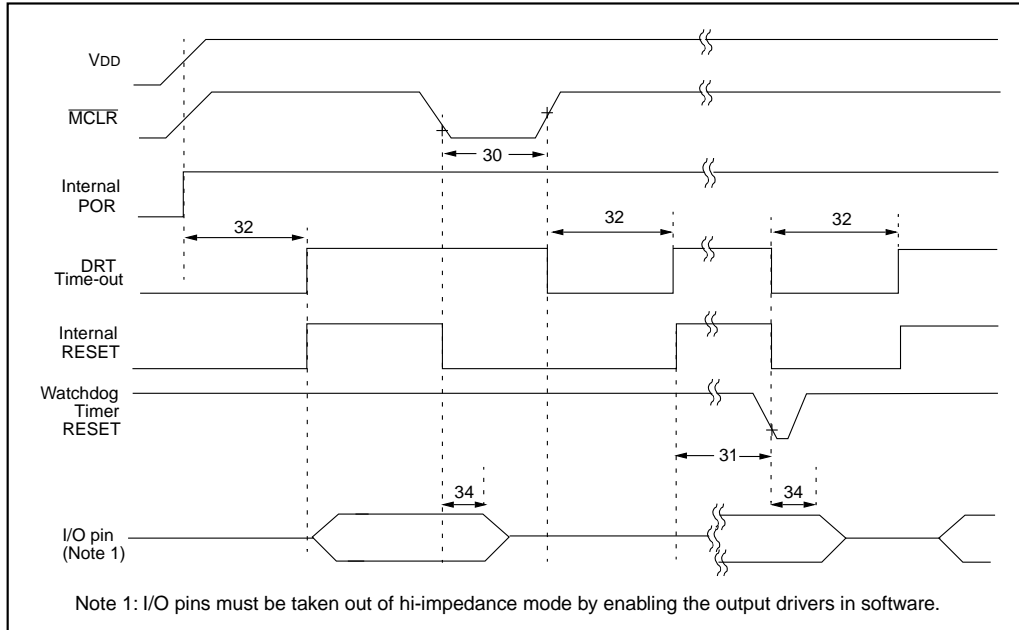 VDD
MCLR
30
Internal
POR
32
32
32
DRT
Time-out
Internal
RESET
Watchdog
Timer
RESET
31
34
34
I/O pin
(Note 1)
Note 1: I/O pins must be taken out of hi-impedance mode by enabling the output drivers in software.